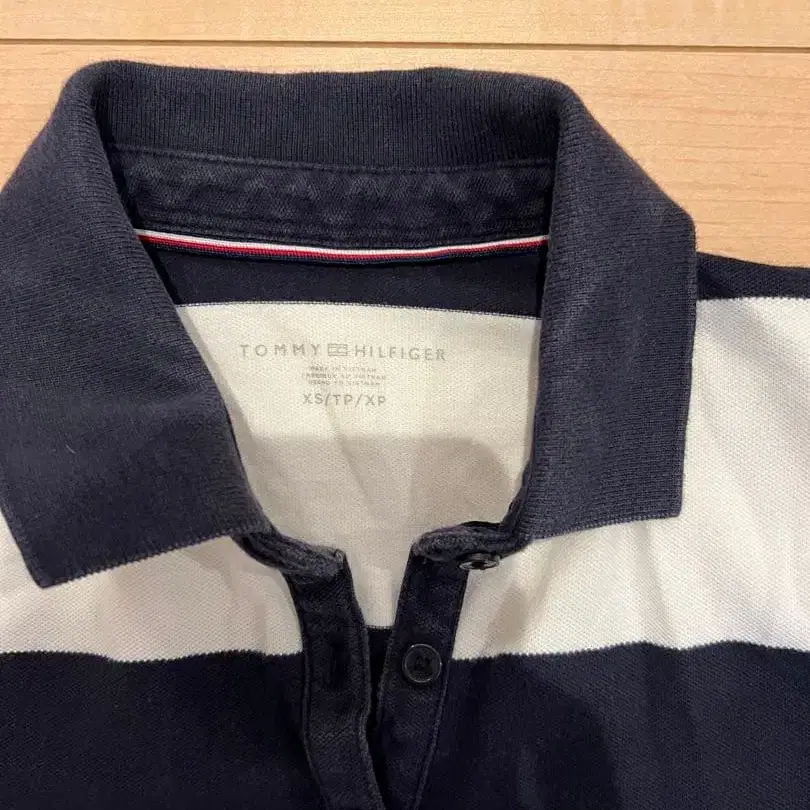 TOMMY HILFIGER
MADE IN VIETNAM
FABRIQUÉ AU VIETNAM
HECHO EN VIETNAM
XS/TP/XP